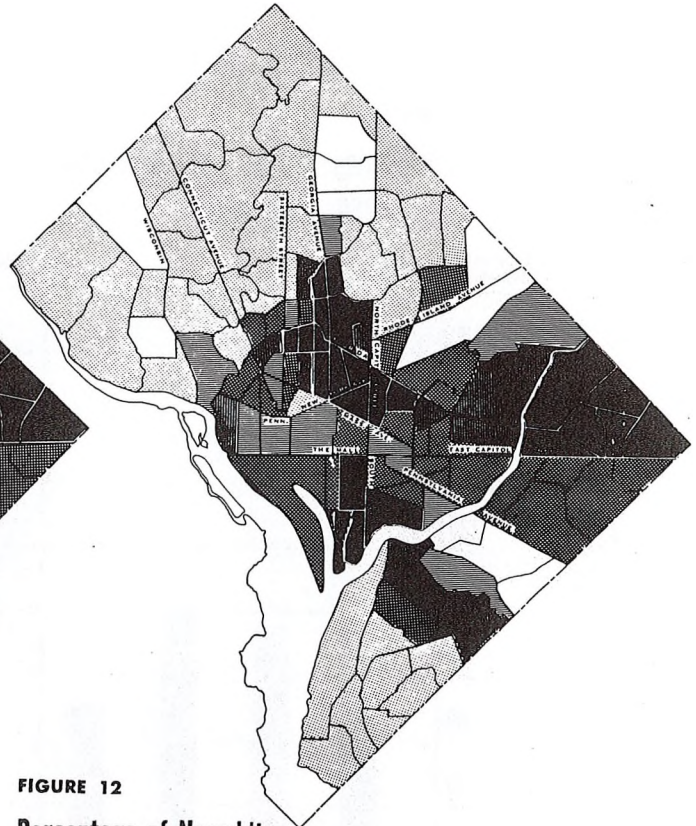 WISCONSIN
CONNECTICUT AVENUE
SIXTEENTH STREET
GEORGIA AVENUE
NORTH CAPITOL
RHODE ISLAND AVENUE
PENN.
THE MALL
EAST CAPITOL
SOUTH
PENNSYLVANIA
AVENUE
FIGURE 12